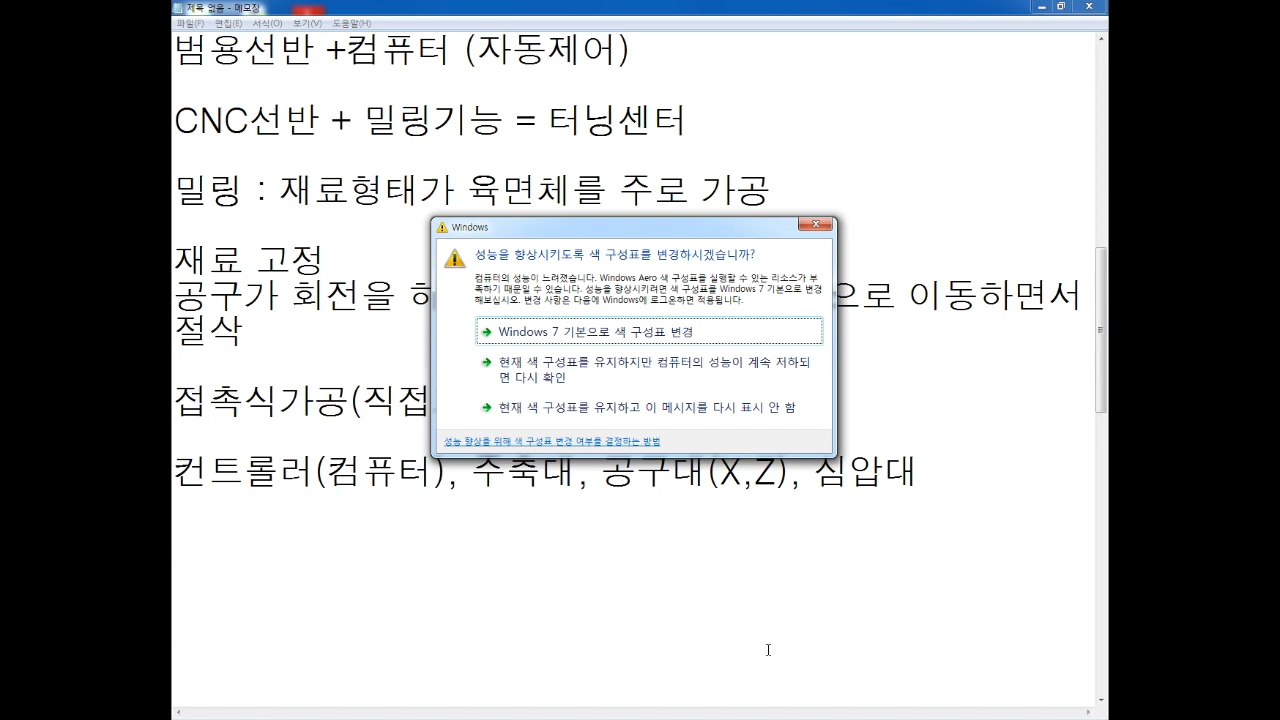 제목 없음 - 메모장
파일(F) 편집(E) 서식(O) 보기(V) 도움말(H)
범용선반 +컴퓨터 (자동제어)
CNC선반 + 밀링기능 = 터닝센터
밀링 : 재료형태가 육면체를 주로 가공
재료 고정
공구가 회전을 으로 이동하면서
절삭
접촉식가공(직접
컨트롤러(컴퓨터), 주축대, 공구대(X,Z), 심압대
Windows
성능을 향상시키도록 색 구성표를 변경하시겠습니까?
컴퓨터의 성능이 느려졌습니다. Windows Aero 색 구성표를 실행할 수 있는 리소스가 부
족하기 때문일 수 있습니다. 성능을 향상시키려면 색 구성표를 Windows 7 기본으로 변경
해보십시오. 변경 사항은 다음에 Windows에 로그온하면 적용됩니다.
Windows 7 기본으로 색 구성표 변경
현재 색 구성표를 유지하지만 컴퓨터의 성능이 계속 저하되
면 다시 확인
현재 색 구성표를 유지하고 이 메시지를 다시 표시 안 함
성능 향상을 위해 색 구성표 변경 여부를 결정하는 방법